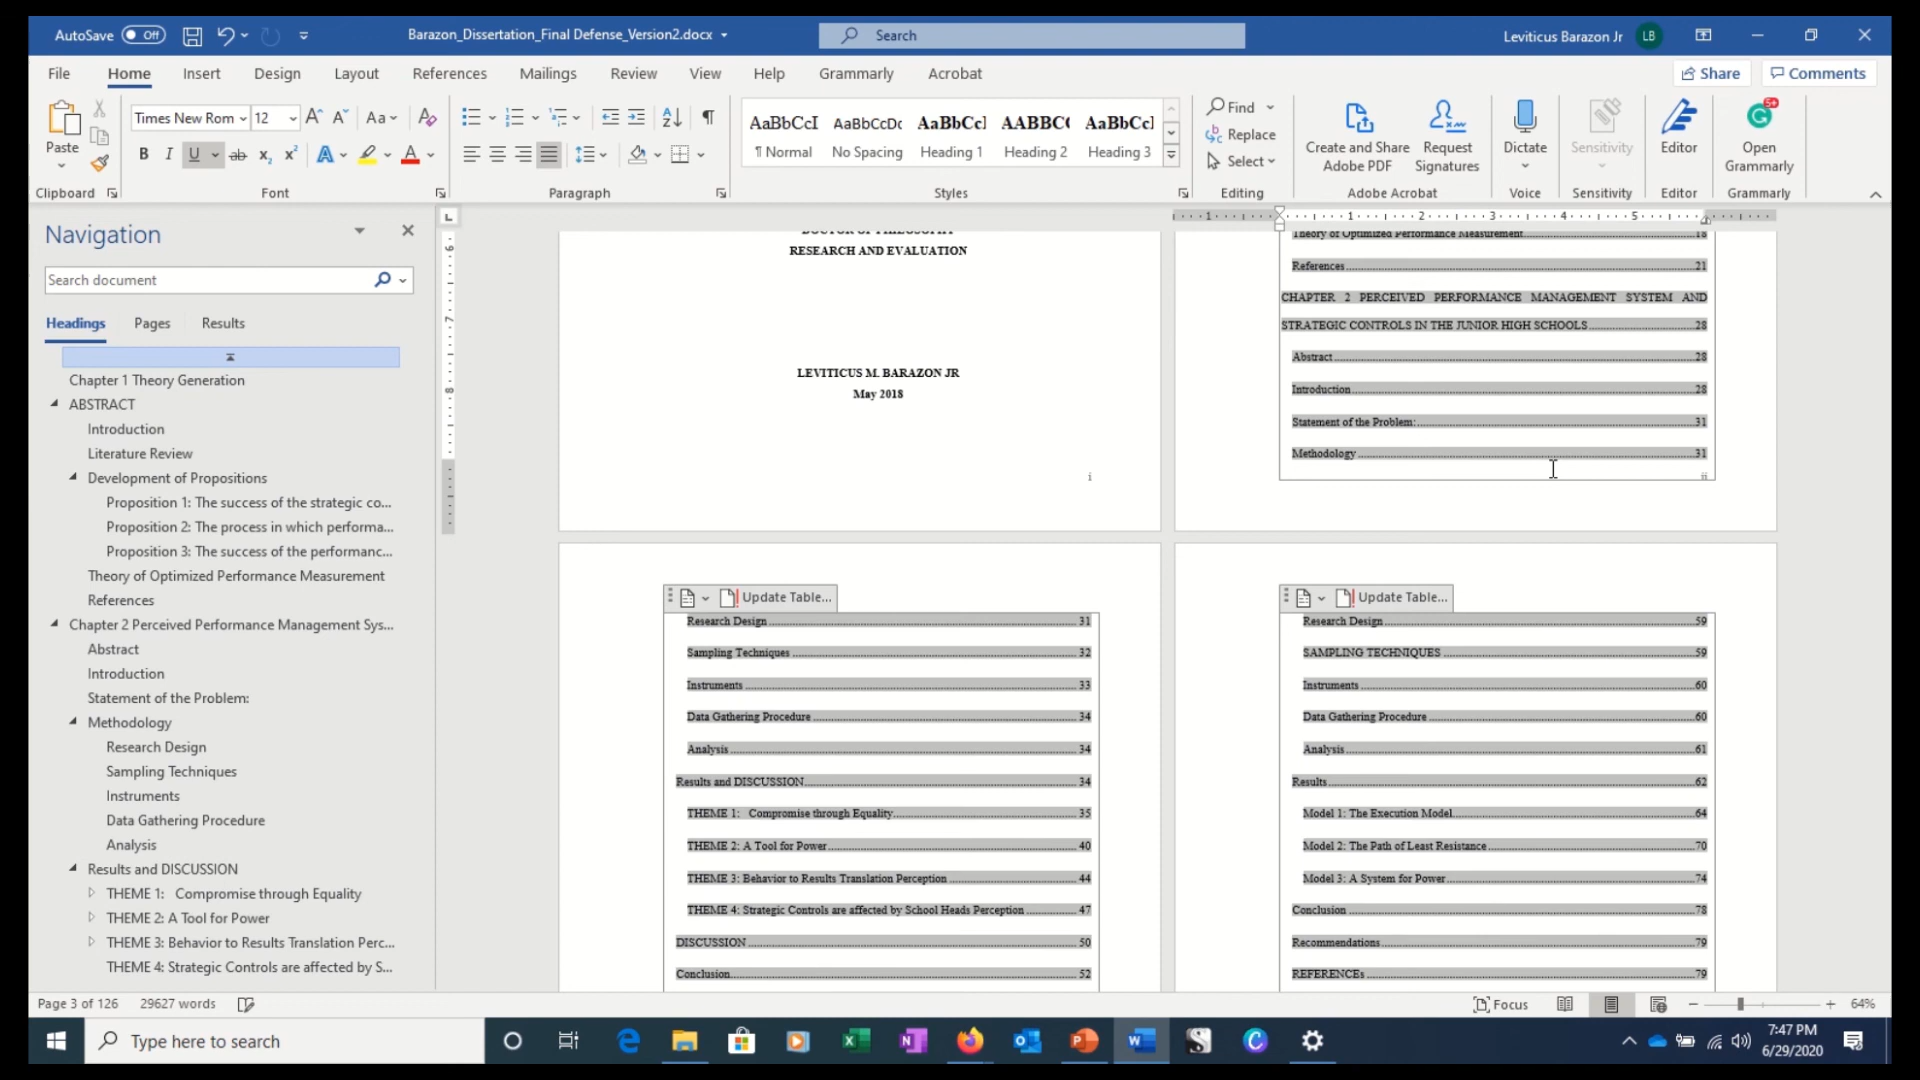 AutoSave Off Barazon_Dissertation_Final Defense_Version2.docx Search Leviticus Barazon Jr LB
File Home Insert Design Layout References Mailings Review View Help Grammarly Acrobat Share Comments
Paste
Times New Rom 12
AaBbCcI ¶ Normal
AaBbCcDc No Spacing
AaBbCcI Heading 1
AABBC( Heading 2
AaBbCcI Heading 3
Find
Replace
Select
Create and Share Adobe PDF
Request Signatures
Dictate
Sensitivity
Editor
Open Grammarly
Clipboard Font Paragraph Styles Editing Adobe Acrobat Voice Sensitivity Editor Grammarly
Navigation
Search document
Headings Pages Results
Chapter 1 Theory Generation
ABSTRACT
Introduction
Literature Review
Development of Propositions
Proposition 1: The success of the strategic co...
Proposition 2: The process in which performa...
Proposition 3: The success of the performanc...
Theory of Optimized Performance Measurement
References
Chapter 2 Perceived Performance Management Sys...
Abstract
Introduction
Statement of the Problem:
Methodology
Research Design
Sampling Techniques
Instruments
Data Gathering Procedure
Analysis
Results and DISCUSSION
THEME 1: Compromise through Equality
THEME 2: A Tool for Power
THEME 3: Behavior to Results Translation Perc...
THEME 4: Strategic Controls are affected by S...
DOCTOR OF PHILOSOPHY
RESEARCH AND EVALUATION
LEVITICUS M. BARAZON JR
May 2018
i
Theory of Optimized Performance Measurement 18
References 21
CHAPTER 2 PERCEIVED PERFORMANCE MANAGEMENT SYSTEM AND
STRATEGIC CONTROLS IN THE JUNIOR HIGH SCHOOLS 28
Abstract 28
Introduction 28
Statement of the Problem: 31
Methodology 31
ii
Update Table...
Research Design 31
Sampling Techniques 32
Instruments 33
Data Gathering Procedure 34
Analysis 34
Results and DISCUSSION 34
THEME 1: Compromise through Equality 35
THEME 2: A Tool for Power 40
THEME 3: Behavior to Results Translation Perception 44
THEME 4: Strategic Controls are affected by School Heads Perception 47
DISCUSSION 50
Conclusion 52
Update Table...
Research Design 59
SAMPLING TECHNIQUES 59
Instruments 60
Data Gathering Procedure 60
Analysis 61
Results 62
Model 1: The Execution Model 64
Model 2: The Path of Least Resistance 70
Model 3: A System for Power 74
Conclusion 78
Recommendations 79
REFERENCEs 79
Page 3 of 126 29627 words Focus 64%
Type here to search
7:47 PM
6/29/2020